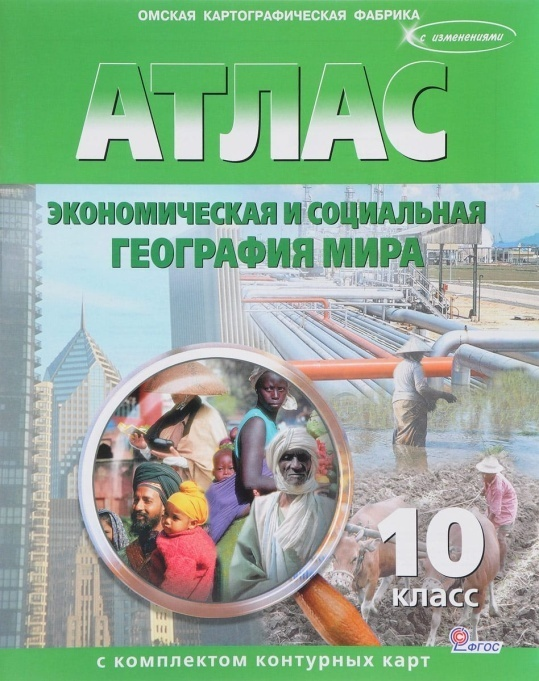 ОМСКАЯ КАРТОГРАФИЧЕСКАЯ ФАБРИКА
с изменениями
АТЛАС
ЭКОНОМИЧЕСКАЯ И СОЦИАЛЬНАЯ
ГЕОГРАФИЯ МИРА
10
класс
ФГОС
с комплектом контурных карт